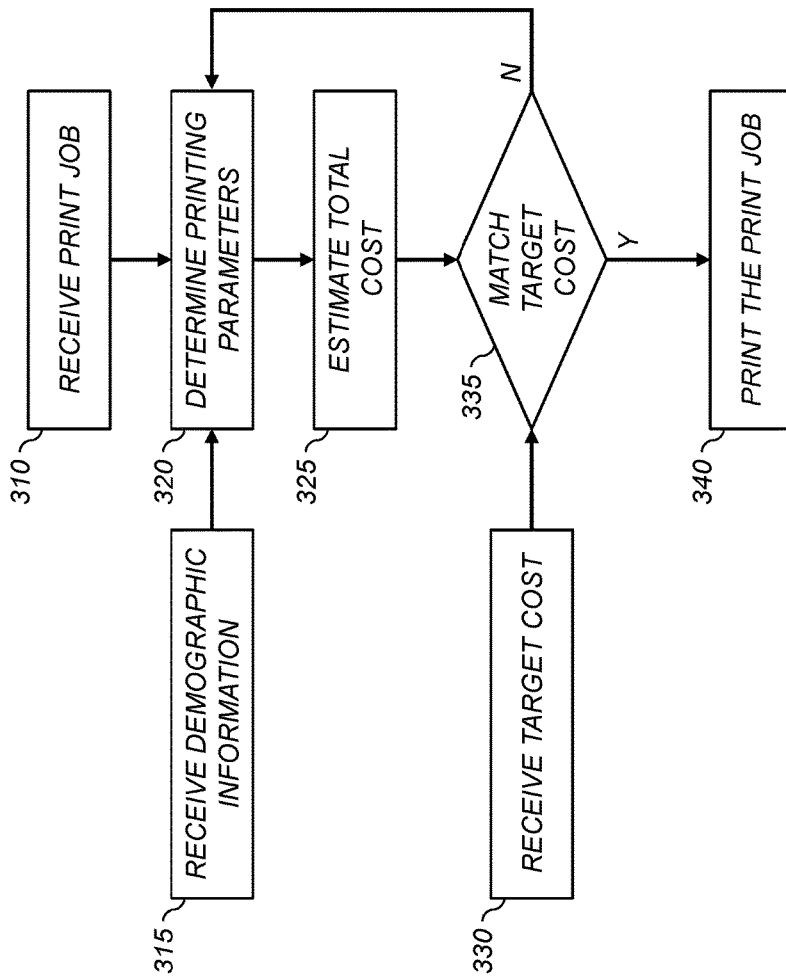 310
RECEIVE PRINT JOB
315
RECEIVE DEMOGRAPHIC
INFORMATION
320
DETERMINE PRINTING
PARAMETERS
325
ESTIMATE TOTAL
COST
330
RECEIVE TARGET COST
335
MATCH
TARGET
COST
N
Y
340
PRINT THE PRINT JOB